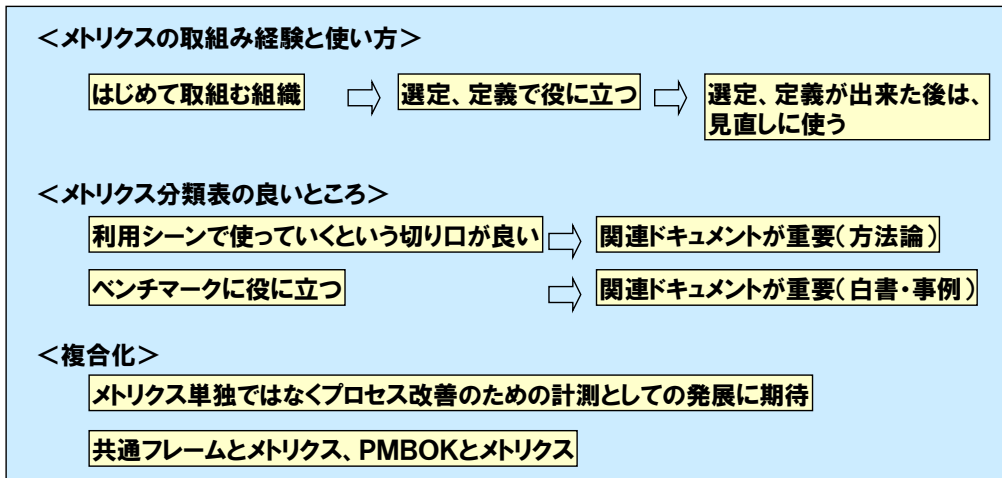 ＜メトリクスの取組み経験と使い方＞
はじめて取組む組織 ⇨ 選定、定義で役に立つ ⇨ 選定、定義が出来た後は、
見直しに使う
＜メトリクス分類表の良いところ＞
利用シーンで使っていくという切り口が良い ⇨ 関連ドキュメントが重要（方法論）
ベンチマークに役に立つ ⇨ 関連ドキュメントが重要（白書・事例）
＜複合化＞
メトリクス単独ではなくプロセス改善のための計測としての発展に期待
共通フレームとメトリクス、PMBOKとメトリクス